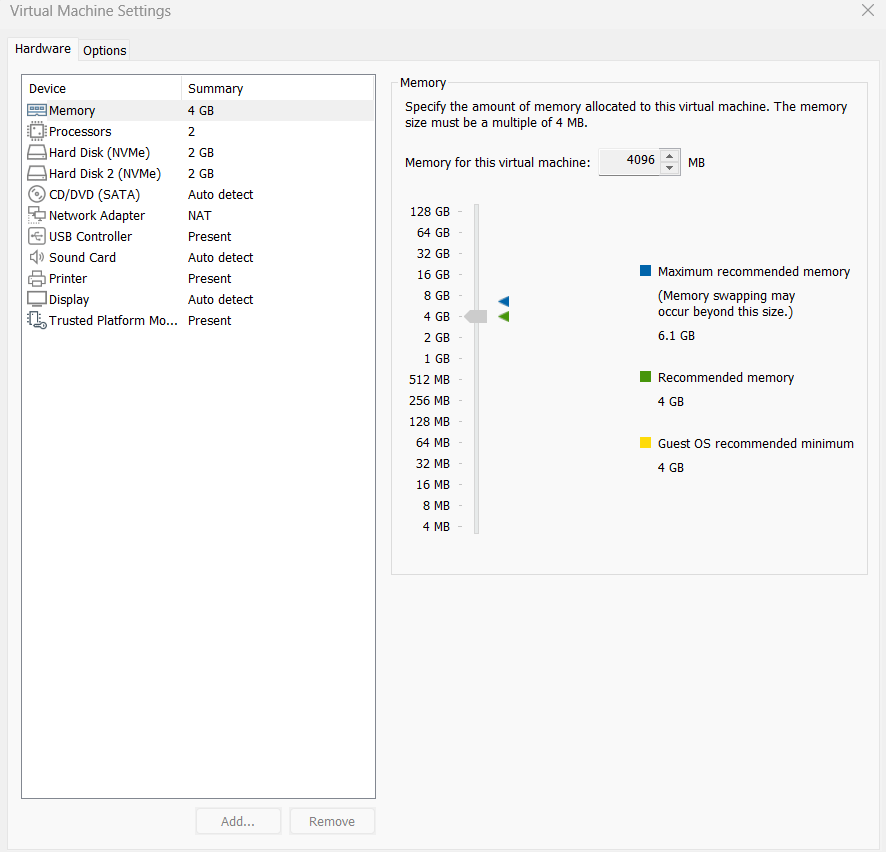 Virtual Machine Settings
Hardware Options
Device Summary
Memory 4 GB
Processors 2
Hard Disk (NVMe) 2 GB
Hard Disk 2 (NVMe) 2 GB
CD/DVD (SATA) Auto detect
Network Adapter NAT
USB Controller Present
Sound Card Auto detect
Printer Present
Display Auto detect
Trusted Platform Mo... Present
Add... Remove
Memory
Specify the amount of memory allocated to this virtual machine. The memory
size must be a multiple of 4 MB.
Memory for this virtual machine: 4096 MB
128 GB
64 GB
32 GB
16 GB
8 GB
4 GB
2 GB
1 GB
512 MB
256 MB
128 MB
64 MB
32 MB
16 MB
8 MB
4 MB
Maximum recommended memory
(Memory swapping may
occur beyond this size.)
6.1 GB
Recommended memory
4 GB
Guest OS recommended minimum
4 GB